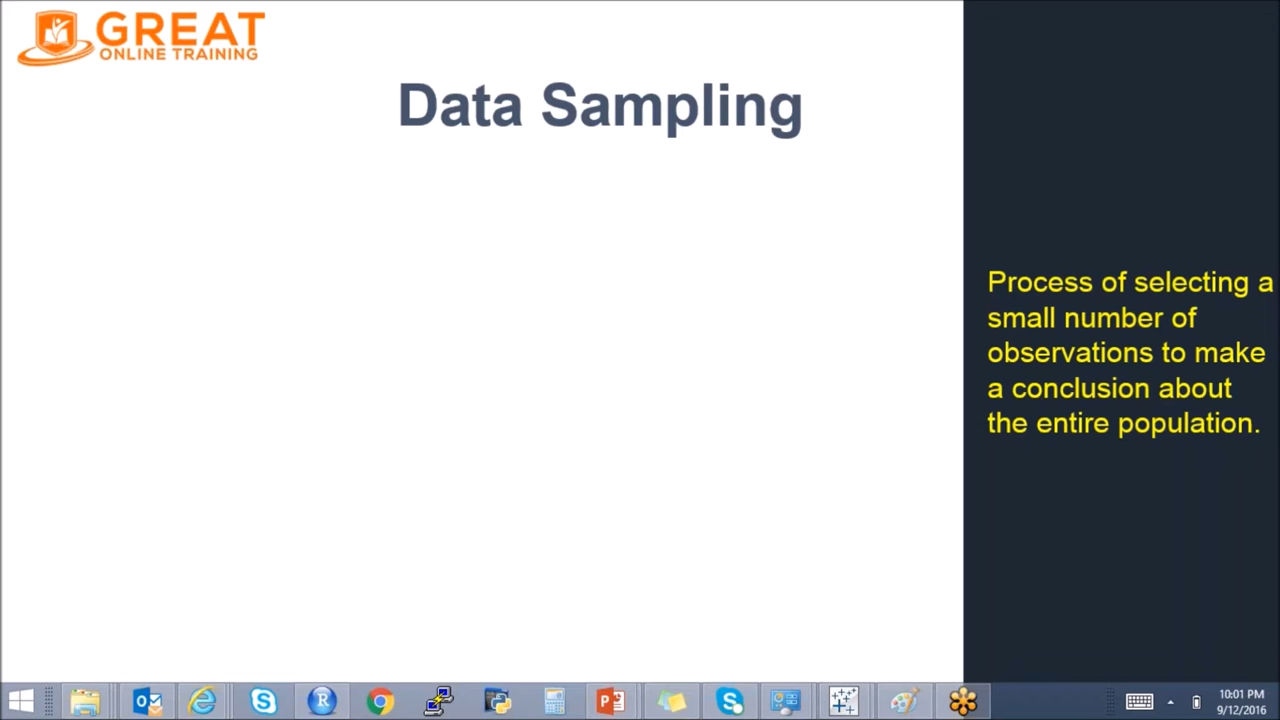 GREAT
ONLINE TRAINING
Data Sampling
Process of selecting a
small number of
observations to make
a conclusion about
the entire population.
10:01 PM
9/12/2016